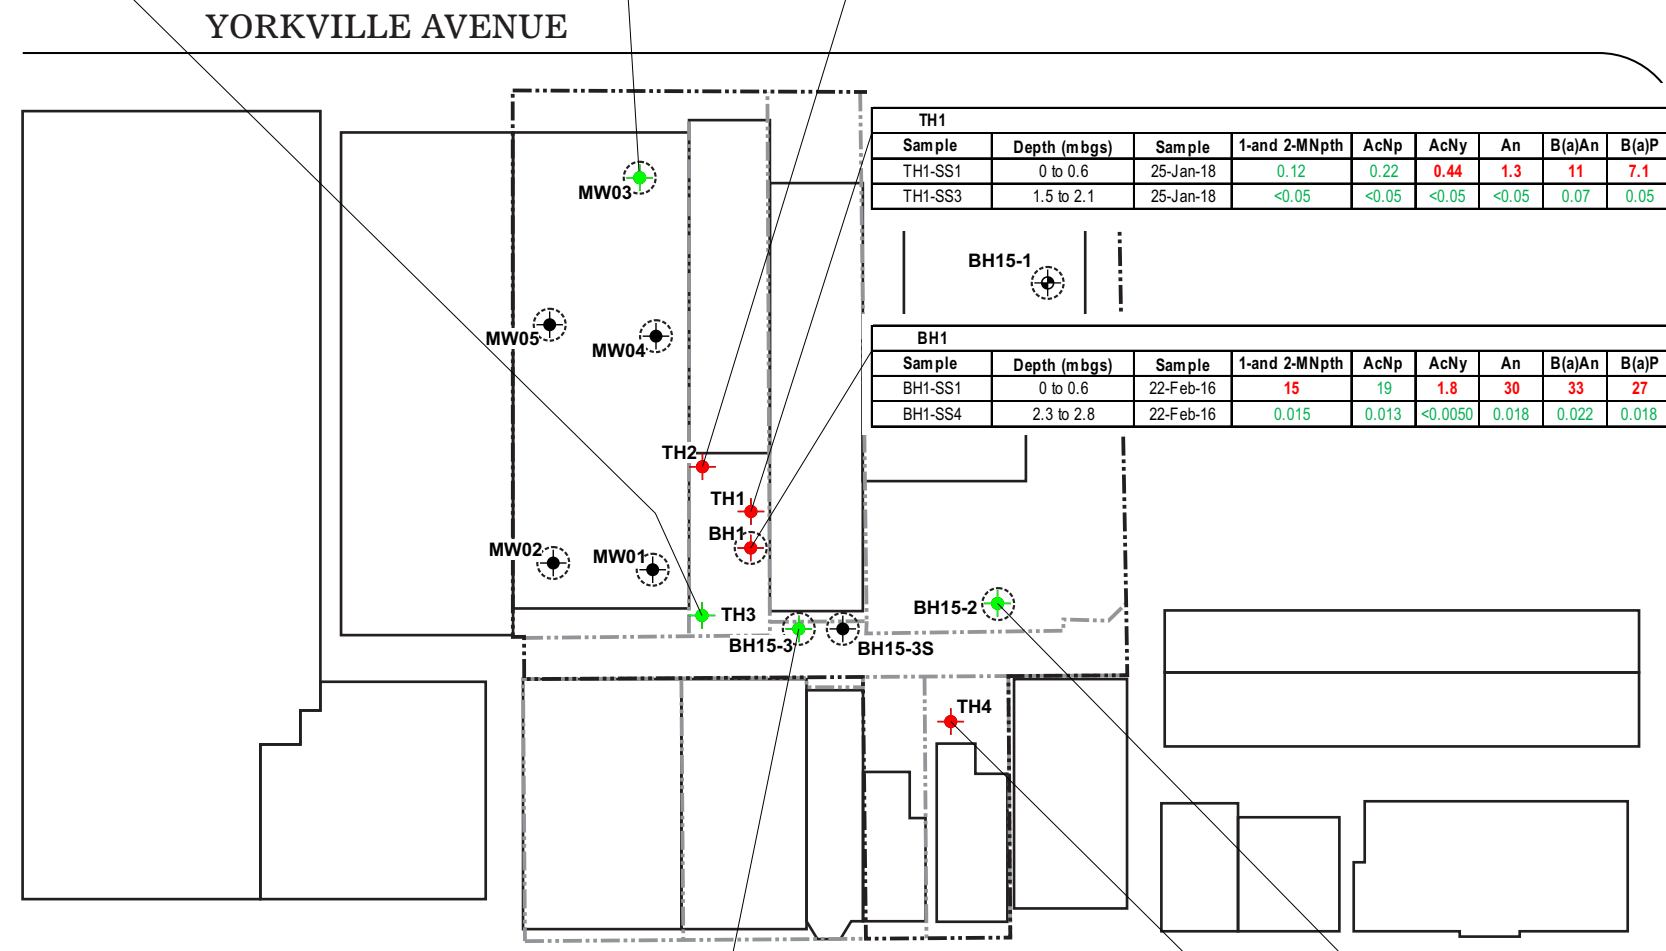 YORKVILLE AVENUE
TH1
Sample Depth (mbgs) Sample 1-and 2-MNpth AcNp AcNy An B(a)An B(a)P
TH1-SS1 0 to 0.6 25-Jan-18 0.12 0.22 0.44 1.3 11 7.1
TH1-SS3 1.5 to 2.1 25-Jan-18 <0.05 <0.05 <0.05 <0.05 0.07 0.05
MW03
BH15-1
MW05
MW04
BH1
Sample Depth (mbgs) Sample 1-and 2-MNpth AcNp AcNy An B(a)An B(a)P
BH1-SS1 0 to 0.6 22-Feb-16 15 19 1.8 30 33 27
BH1-SS4 2.3 to 2.8 22-Feb-16 0.015 0.013 <0.0050 0.018 0.022 0.018
TH2
TH1
BH1
MW02
MW01
TH3
BH15-2
BH15-3
BH15-3S
TH4